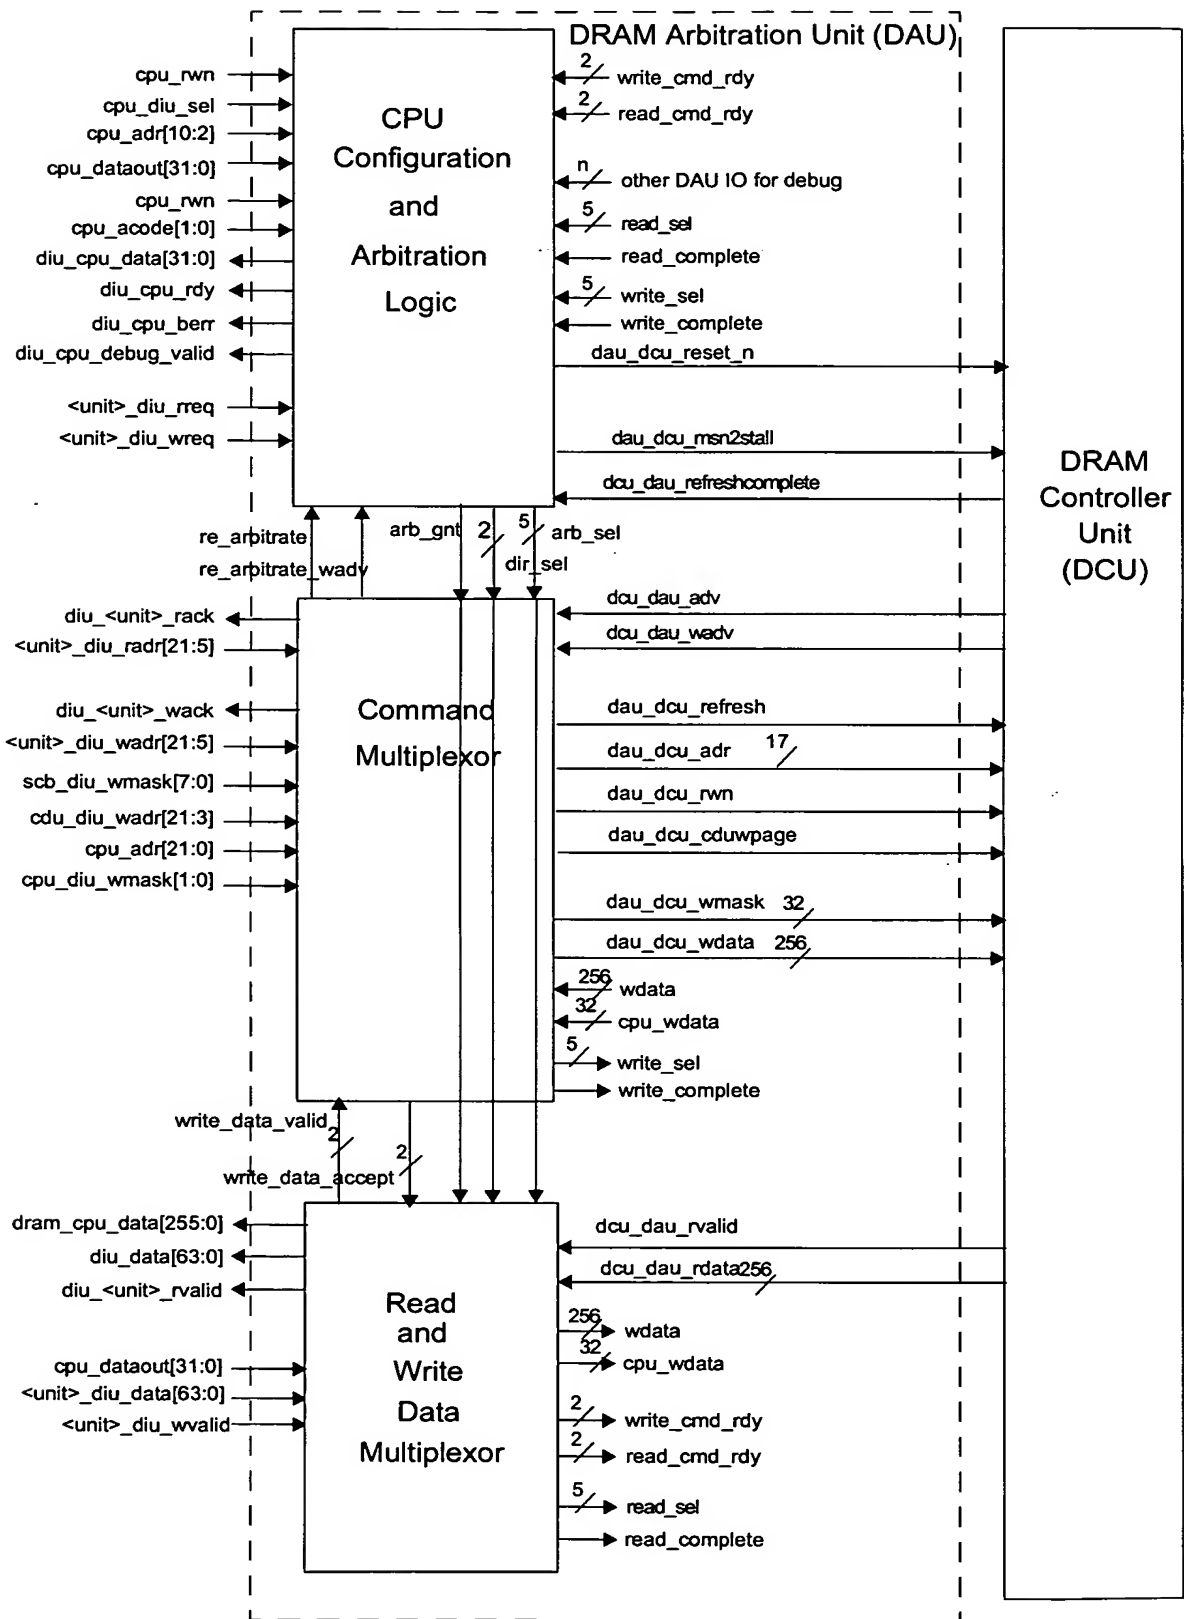 DRAM Arbitration Unit (DAU)
cpu_rwn
cpu_diu_sel
cpu_adr[10:2]
cpu_dataout[31:0]
cpu_rwn
cpu_acode[1:0]
diu_cpu_data[31:0]
diu_cpu_rdy
diu_cpu_berr
diu_cpu_debug_valid
<unit>_diu_rreq
<unit>_diu_wreq
CPU
Configuration
and
Arbitration
Logic
2
write_cmd_rdy
2
read_cmd_rdy
n
other DAU IO for debug
5
read_sel
read_complete
5
write_sel
write_complete
dau_dcu_reset_n
dau_dcu_msn2stall
dcu_dau_refreshcomplete
DRAM
Controller
Unit
(DCU)
re_arbitrate
re_arbitrate_wadv
arb_gnt
2
5
arb_sel
dir_sel
diu_<unit>_rack
<unit>_diu_radr[21:5]
diu_<unit>_wack
<unit>_diu_wadr[21:5]
scb_diu_wmask[7:0]
cdu_diu_wadr[21:3]
cpu_adr[21:0]
cpu_diu_wmask[1:0]
Command
Multiplexor
dcu_dau_adv
dcu_dau_wadv
dau_dcu_refresh
dau_dcu_adr
17
dau_dcu_rwn
dau_dcu_cduwpage
dau_dcu_wmask
32
dau_dcu_wdata
256
256
wdata
32
cpu_wdata
5
write_sel
write_complete
write_data_valid
2
2
write_data_accept
dram_cpu_data[255:0]
diu_data[63:0]
diu_<unit>_rvalid
cpu_dataout[31:0]
<unit>_diu_data[63:0]
<unit>_diu_wvalid
Read
and
Write
Data
Multiplexor
dcu_dau_rvalid
dcu_dau_rdata
256
256
wdata
32
cpu_wdata
2
write_cmd_rdy
2
read_cmd_rdy
5
read_sel
read_complete